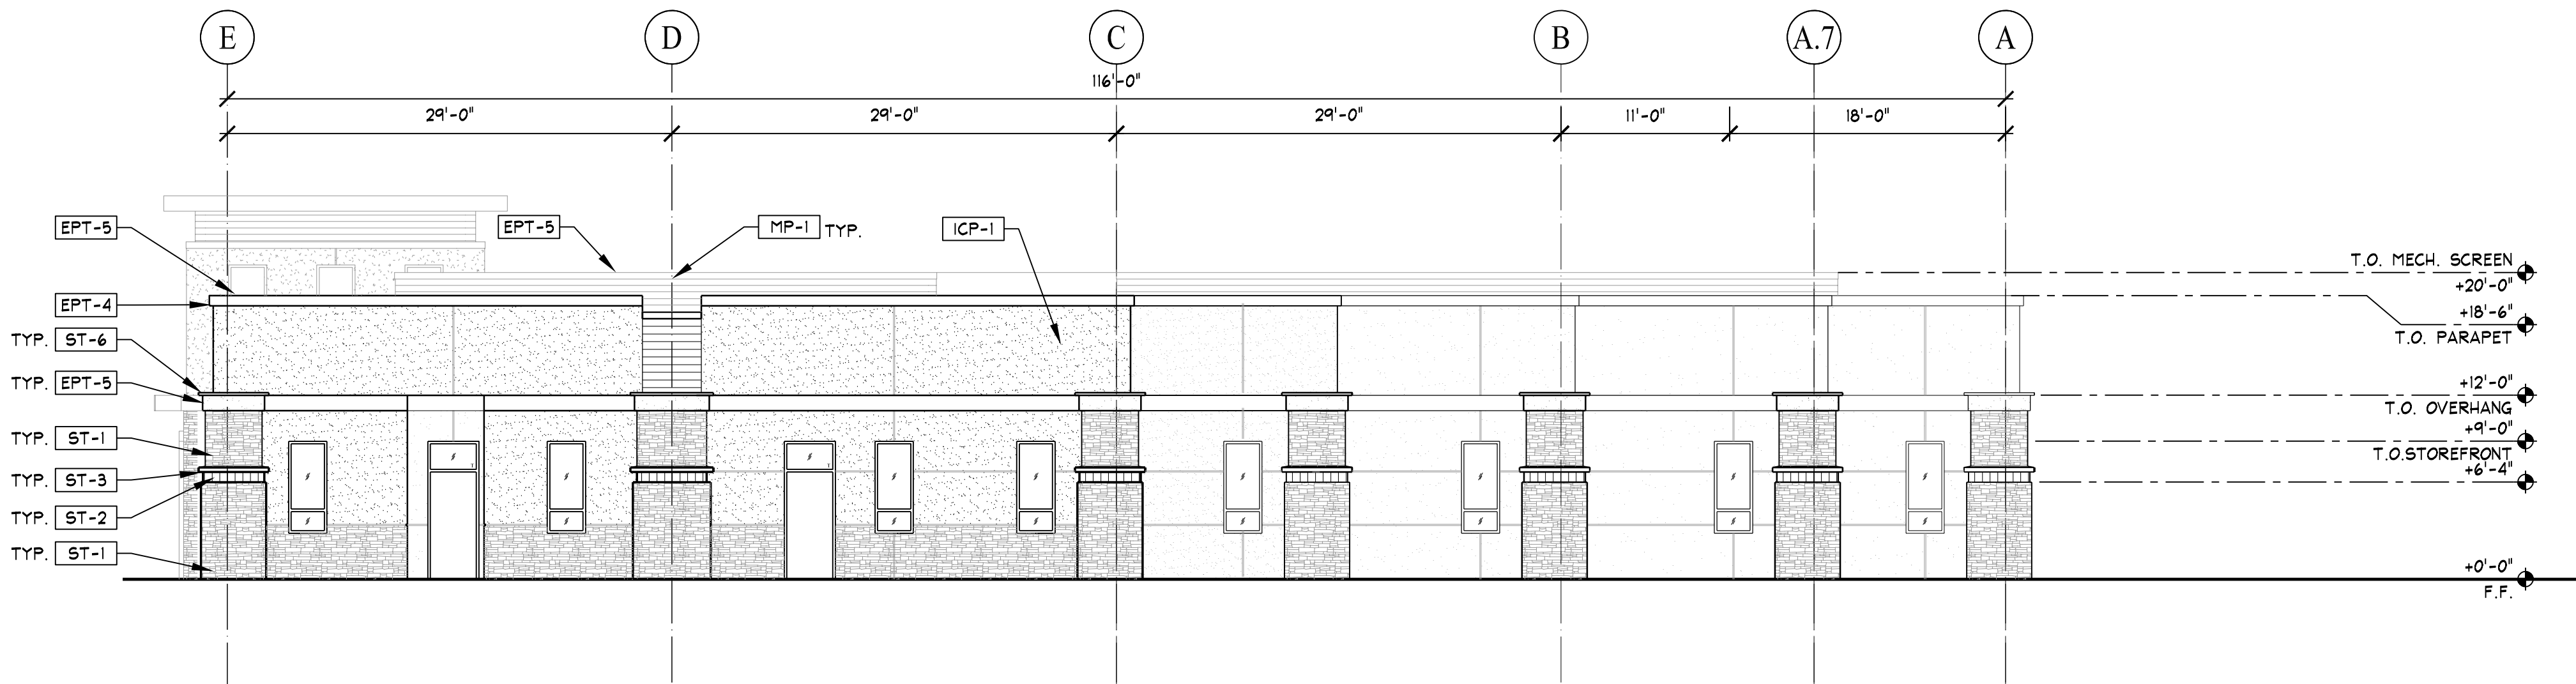 E D C B A.7 A
116'-0"
29'-0" 29'-0" 29'-0" 11'-0" 18'-0"
EPT-5
EPT-5
MP-1 TYP.
ICP-1
EPT-4
TYP. ST-6
TYP. EPT-5
TYP. ST-1
TYP. ST-3
TYP. ST-2
TYP. ST-1
T.O. MECH. SCREEN
+20'-0"
+18'-6"
T.O. PARAPET
+12'-0"
T.O. OVERHANG
+9'-0"
T.O.STOREFRONT
+6'-4"
+0'-0"
F.F.